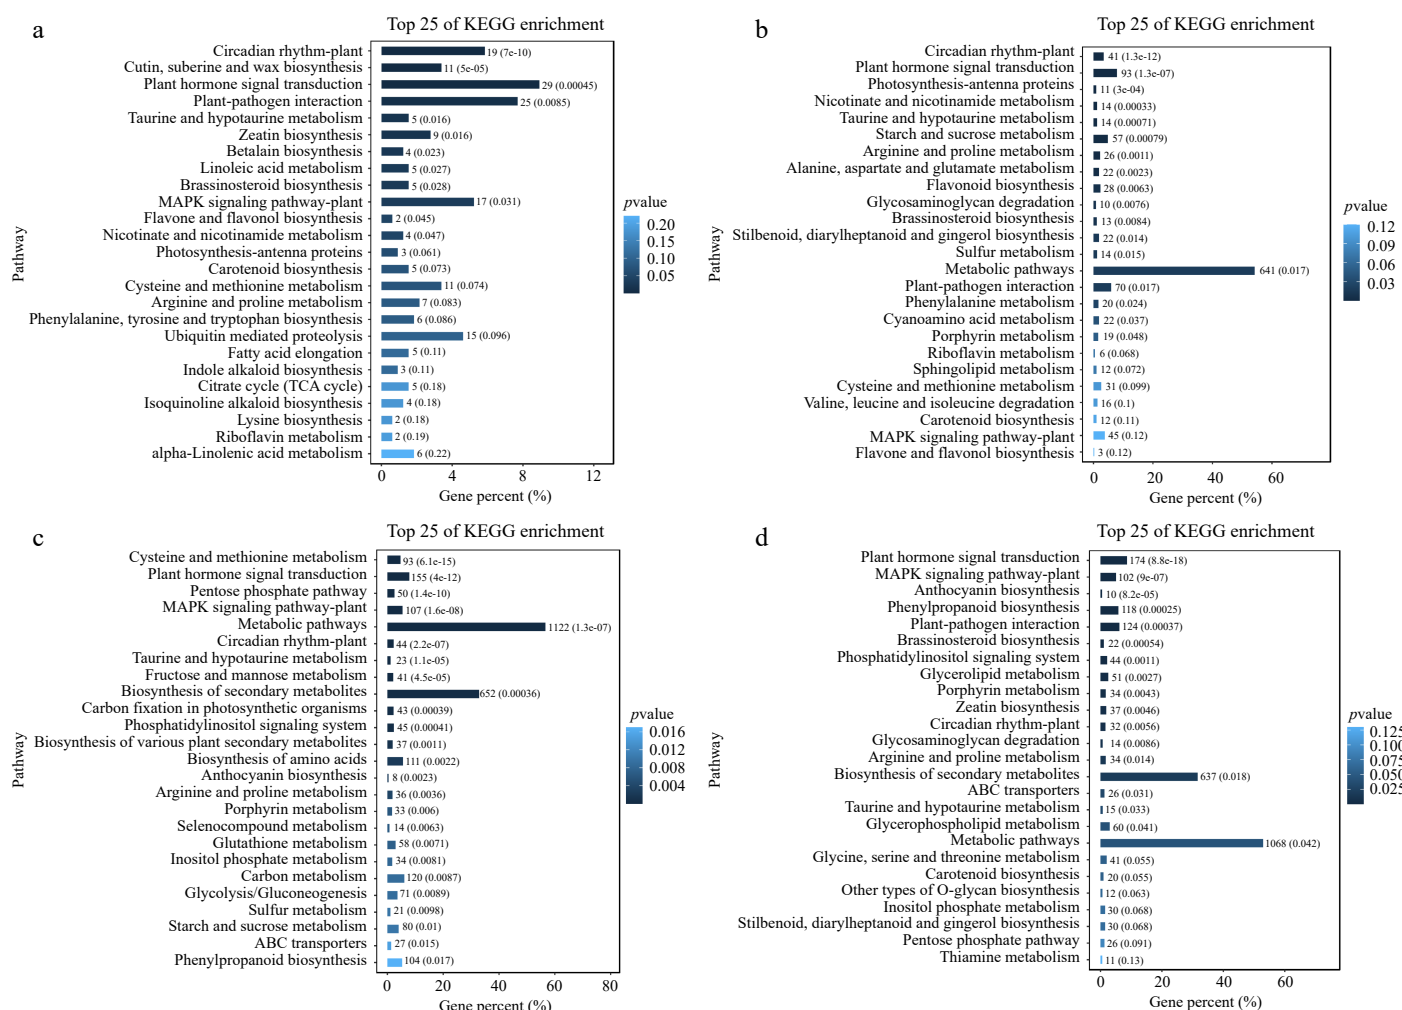 a
Top 25 of KEGG enrichment
Pathway
Circadian rhythm-plant 19 (7e-10)
Cutin, suberine and wax biosynthesis 11 (5e-05)
Plant hormone signal transduction 29 (0.00045)
Plant-pathogen interaction 25 (0.0085)
Taurine and hypotaurine metabolism 5 (0.016)
Zeatin biosynthesis 9 (0.016)
Betalain biosynthesis 4 (0.023)
Linoleic acid metabolism 5 (0.027)
Brassinosteroid biosynthesis 5 (0.028)
MAPK signaling pathway-plant 17 (0.031)
Flavone and flavonol biosynthesis 2 (0.045)
Nicotinate and nicotinamide metabolism 4 (0.047)
Photosynthesis-antenna proteins 3 (0.061)
Carotenoid biosynthesis 5 (0.073)
Cysteine and methionine metabolism 11 (0.074)
Arginine and proline metabolism 7 (0.083)
Phenylalanine, tyrosine and tryptophan biosynthesis 6 (0.086)
Ubiquitin mediated proteolysis 15 (0.096)
Fatty acid elongation 5 (0.11)
Indole alkaloid biosynthesis 3 (0.11)
Citrate cycle (TCA cycle) 5 (0.18)
Isoquinoline alkaloid biosynthesis 4 (0.18)
Lysine biosynthesis 2 (0.18)
Riboflavin metabolism 2 (0.19)
alpha-Linolenic acid metabolism 6 (0.22)
0 4 8 12
Gene percent (%)
pvalue
0.20
0.15
0.10
0.05
b
Top 25 of KEGG enrichment
Pathway
Circadian rhythm-plant 41 (1.3e-12)
Plant hormone signal transduction 93 (1.3e-07)
Photosynthesis-antenna proteins 11 (3e-04)
Nicotinate and nicotinamide metabolism 14 (0.00033)
Taurine and hypotaurine metabolism 14 (0.00071)
Starch and sucrose metabolism 57 (0.00079)
Arginine and proline metabolism 26 (0.0011)
Alanine, aspartate and glutamate metabolism 22 (0.0023)
Flavonoid biosynthesis 28 (0.0063)
Glycosaminoglycan degradation 10 (0.0076)
Brassinosteroid biosynthesis 13 (0.0084)
Stilbenoid, diarylheptanoid and gingerol biosynthesis 22 (0.014)
Sulfur metabolism 14 (0.015)
Metabolic pathways 641 (0.017)
Plant-pathogen interaction 70 (0.017)
Phenylalanine metabolism 20 (0.024)
Cyanoamino acid metabolism 22 (0.037)
Porphyrin metabolism 19 (0.048)
Riboflavin metabolism 6 (0.068)
Sphingolipid metabolism 12 (0.072)
Cysteine and methionine metabolism 31 (0.099)
Valine, leucine and isoleucine degradation 16 (0.1)
Carotenoid biosynthesis 12 (0.11)
MAPK signaling pathway-plant 45 (0.12)
Flavone and flavonol biosynthesis 3 (0.12)
0 20 40 60
Gene percent (%)
pvalue
0.12
0.09
0.06
0.03
c
Top 25 of KEGG enrichment
Pathway
Cysteine and methionine metabolism 93 (6.1e-15)
Plant hormone signal transduction 155 (4e-12)
Pentose phosphate pathway 50 (1.4e-10)
MAPK signaling pathway-plant 107 (1.6e-08)
Metabolic pathways 1122 (1.3e-07)
Circadian rhythm-plant 44 (2.2e-07)
Taurine and hypotaurine metabolism 23 (1.1e-05)
Fructose and mannose metabolism 41 (4.5e-05)
Biosynthesis of secondary metabolites 652 (0.00036)
Carbon fixation in photosynthetic organisms 43 (0.00039)
Phosphatidylinositol signaling system 45 (0.00041)
Biosynthesis of various plant secondary metabolites 37 (0.0011)
Biosynthesis of amino acids 111 (0.0022)
Anthocyanin biosynthesis 8 (0.0023)
Arginine and proline metabolism 36 (0.0036)
Porphyrin metabolism 33 (0.006)
Selenocompound metabolism 14 (0.0063)
Glutathione metabolism 58 (0.0071)
Inositol phosphate metabolism 34 (0.0081)
Carbon metabolism 120 (0.0087)
Glycolysis/Gluconeogenesis 71 (0.0089)
Sulfur metabolism 21 (0.0098)
Starch and sucrose metabolism 80 (0.01)
ABC transporters 27 (0.015)
Phenylpropanoid biosynthesis 104 (0.017)
0 20 40 60 80
Gene percent (%)
pvalue
0.016
0.012
0.008
0.004
d
Top 25 of KEGG enrichment
Pathway
Plant hormone signal transduction 174 (8.8e-18)
MAPK signaling pathway-plant 102 (9e-07)
Anthocyanin biosynthesis 10 (8.2e-05)
Phenylpropanoid biosynthesis 118 (0.00025)
Plant-pathogen interaction 124 (0.00037)
Brassinosteroid biosynthesis 22 (0.00054)
Phosphatidylinositol signaling system 44 (0.0011)
Glycerolipid metabolism 51 (0.0027)
Porphyrin metabolism 34 (0.0043)
Zeatin biosynthesis 37 (0.0046)
Circadian rhythm-plant 32 (0.0056)
Glycosaminoglycan degradation 14 (0.0086)
Arginine and proline metabolism 34 (0.014)
Biosynthesis of secondary metabolites 637 (0.018)
ABC transporters 26 (0.031)
Taurine and hypotaurine metabolism 15 (0.033)
Glycerophospholipid metabolism 60 (0.041)
Metabolic pathways 1068 (0.042)
Glycine, serine and threonine metabolism 41 (0.055)
Carotenoid biosynthesis 20 (0.055)
Other types of O-glycan biosynthesis 12 (0.063)
Inositol phosphate metabolism 30 (0.068)
Stilbenoid, diarylheptanoid and gingerol biosynthesis 30 (0.068)
Pentose phosphate pathway 26 (0.091)
Thiamine metabolism 11 (0.13)
0 20 40 60
Gene percent (%)
pvalue
0.125
0.100
0.075
0.050
0.025